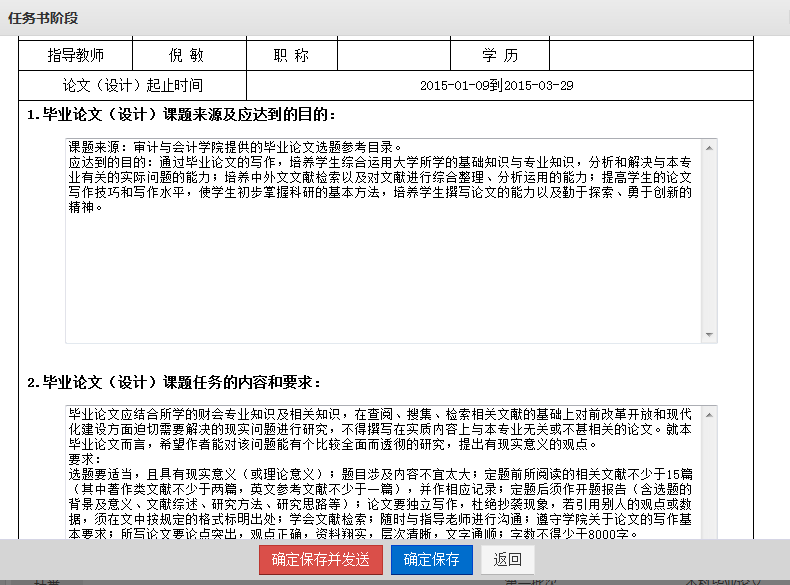 任务书阶段
指导教师 倪 敏 职 称 学 历
论文（设计）起止时间 2015-01-09到2015-03-29
1.毕业论文（设计）课题来源及应达到的目的：
课题来源：审计与会计学院提供的毕业论文选题参考目录。
应达到的目的：通过毕业论文的写作，培养学生综合运用大学所学的基础知识与专业知识，分析和解决与本专
业有关的实际问题的能力；培养中外文文献检索以及对文献进行综合整理、分析运用的能力；提高学生的论文
写作技巧和写作水平，使学生初步掌握科研的基本方法，培养学生撰写论文的能力以及勤于探索、勇于创新的
精神。
2.毕业论文（设计）课题任务的内容和要求：
毕业论文应结合所学的财会专业知识及相关知识，在查阅、搜集、检索相关文献的基础上对前改革开放和现代
化建设方面迫切需要解决的现实问题进行研究，不得撰写在实质内容上与本专业无关或不甚相关的论文。就本
毕业论文而言，希望作者能对该问题能有个比较全面而透彻的研究，提出有现实意义的观点。
要求：
选题要适当，且具有现实意义（或理论意义）；题目涉及内容不宜太大；定题前所阅读的相关文献不少于15篇
（其中著作类文献不少于两篇，英文参考文献不少于一篇），并作相应记录；定题后须作开题报告（含选题的
背景及意义、文献综述、研究方法、研究思路等）；论文要独立写作，杜绝抄袭现象，若引用别人的观点或数
据，须在文中按规定的格式标明出处；学会文献检索；随时与指导老师进行沟通；遵守学院关于论文的写作基
本要求；所写论文要论点突出，观点正确，资料翔实，层次清晰，文字通顺；字数不得少于8000字。
确定保存并发送 确定保存 返回